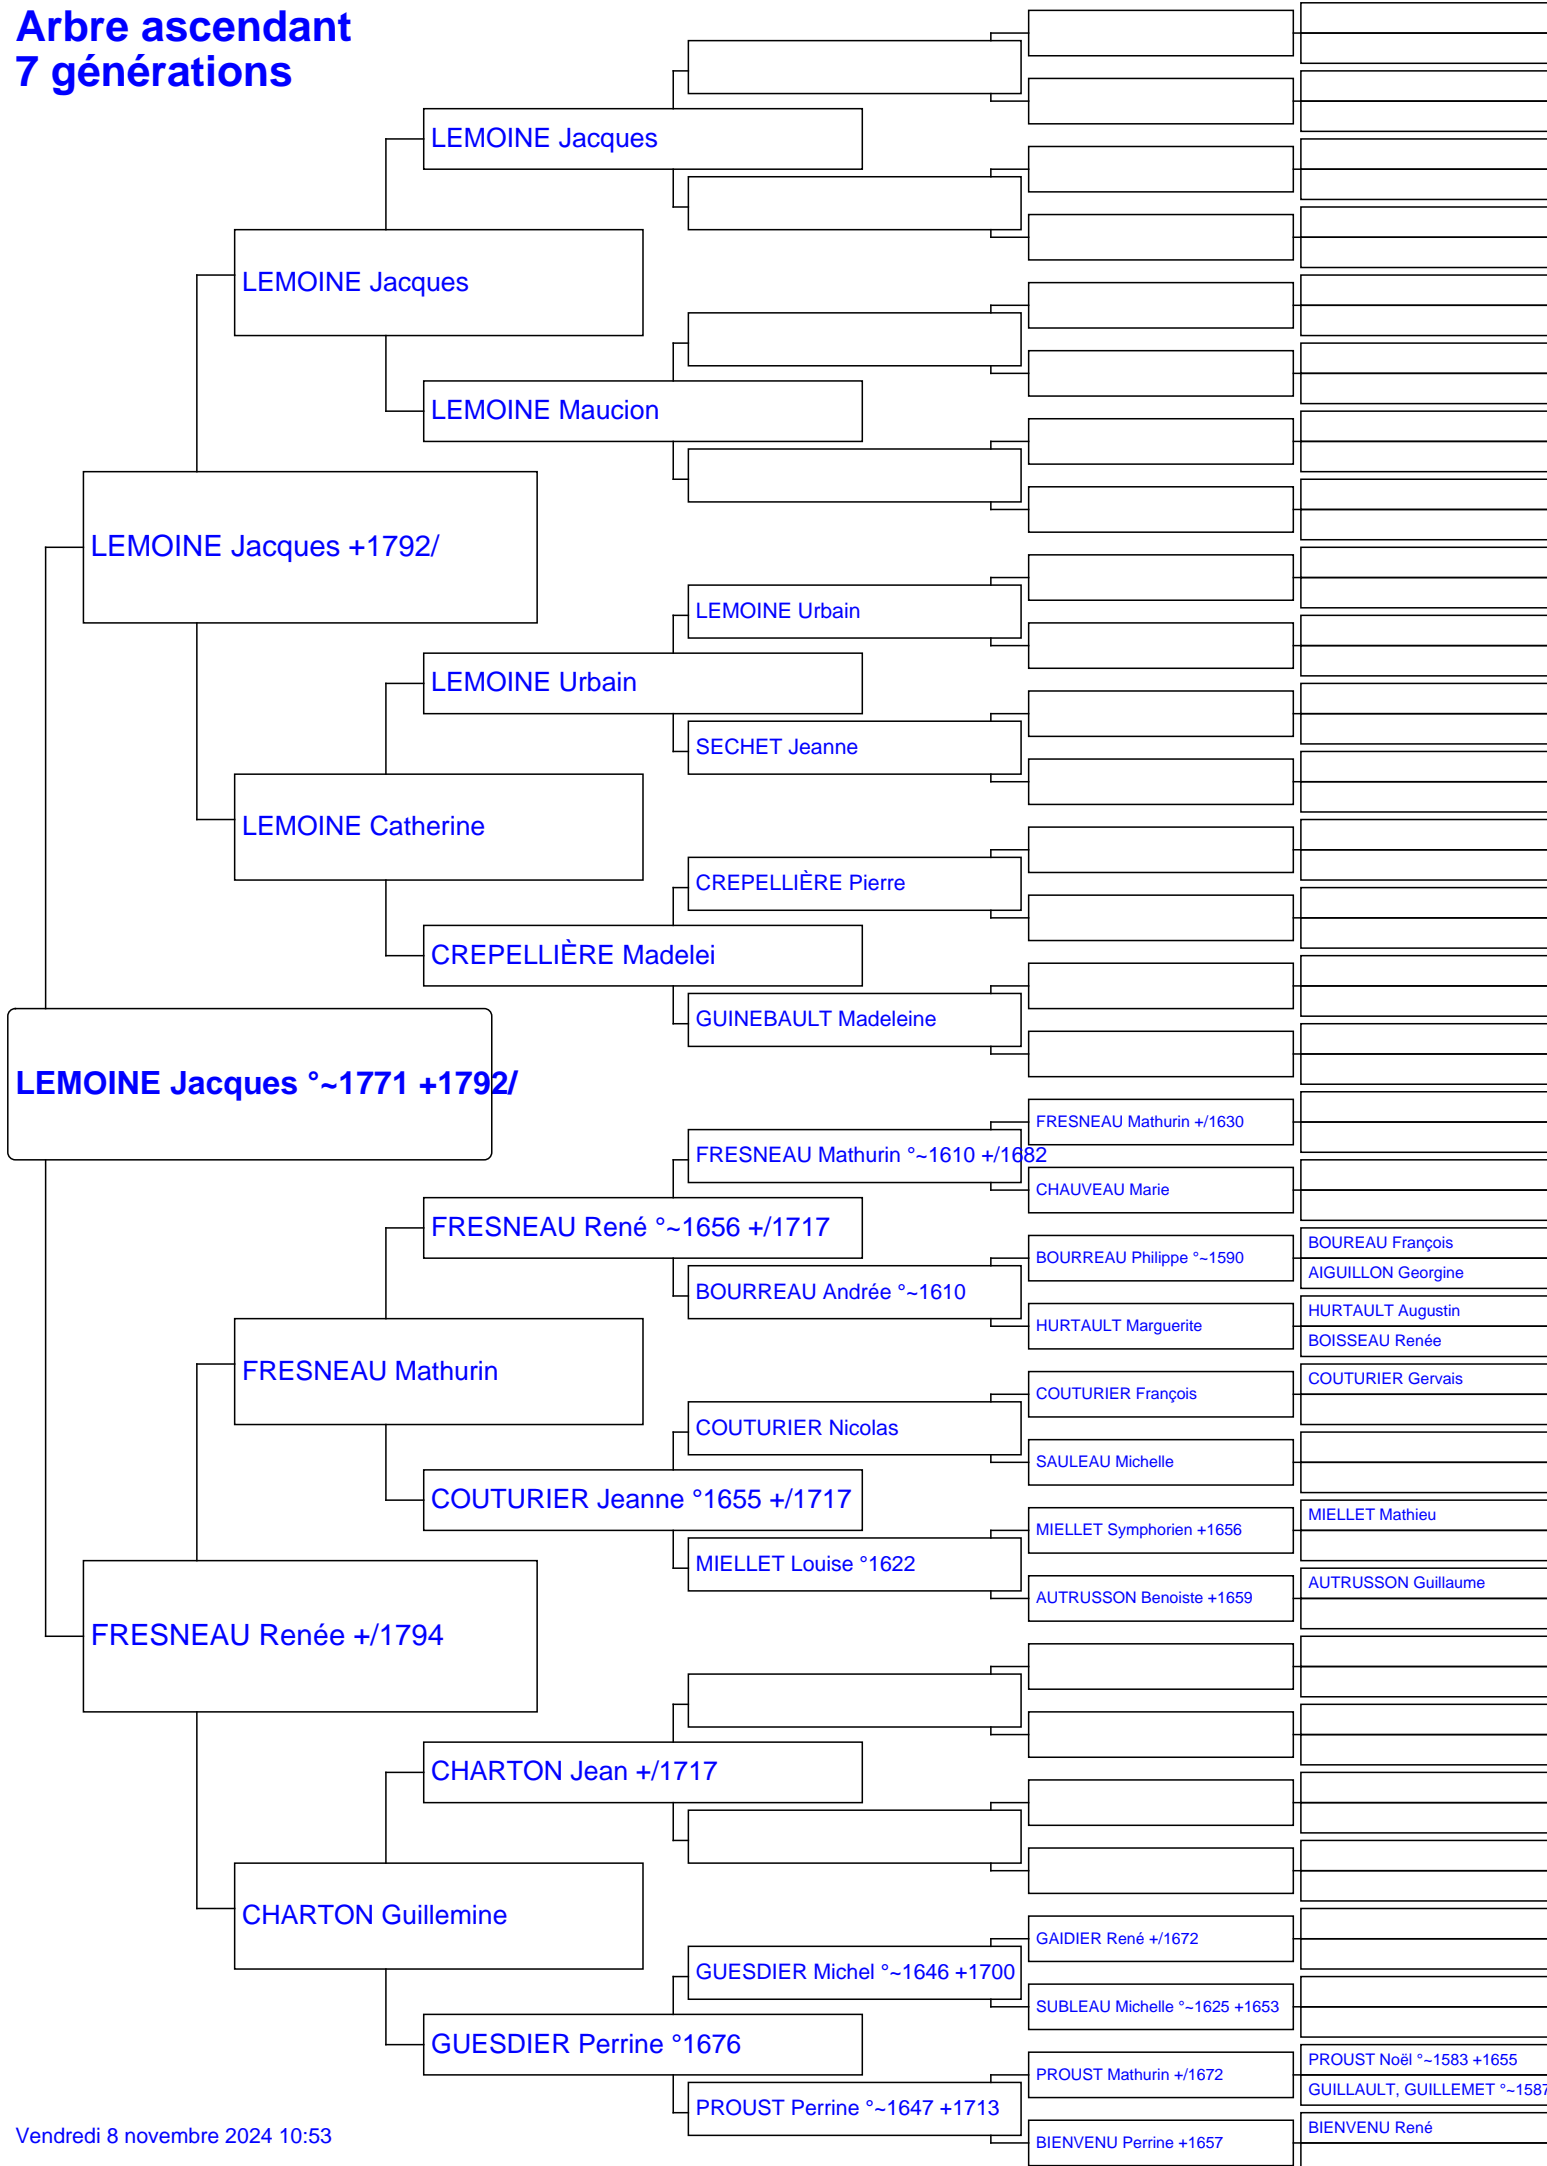 Arbre ascendant
7 générations
LEMOINE Jacques
LEMOINE Jacques
LEMOINE Maucion
LEMOINE Jacques +1792/
LEMOINE Urbain
LEMOINE Urbain
SECHET Jeanne
LEMOINE Catherine
CREPELLIÈRE Pierre
CREPELLIÈRE Madelei
GUINEBAULT Madeleine
LEMOINE Jacques °~1771 +1792/
FRESNEAU Mathurin +/1630
FRESNEAU Mathurin °~1610 +/1682
CHAUVEAU Marie
FRESNEAU René °~1656 +/1717
BOUREAU François
BOURREAU Philippe °~1590
AIGUILLON Georgine
BOURREAU Andrée °~1610
HURTAULT Augustin
HURTAULT Marguerite
BOISSEAU Renée
FRESNEAU Mathurin
COUTURIER Gervais
COUTURIER François
COUTURIER Nicolas
SAULEAU Michelle
COUTURIER Jeanne °1655 +/1717
MIELLET Mathieu
MIELLET Symphorien +1656
MIELLET Louise °1622
AUTRUSSON Guillaume
AUTRUSSON Benoiste +1659
FRESNEAU Renée +/1794
CHARTON Jean +/1717
CHARTON Guillemine
GAIDIER René +/1672
GUESDIER Michel °~1646 +1700
SUBLEAU Michelle °~1625 +1653
GUESDIER Perrine °1676
PROUST Noël °~1583 +1655
PROUST Mathurin +/1672
GUILLAULT, GUILLEMET °~1587
PROUST Perrine °~1647 +1713
BIENVENU René
BIENVENU Perrine +1657
Vendredi 8 novembre 2024 10:53